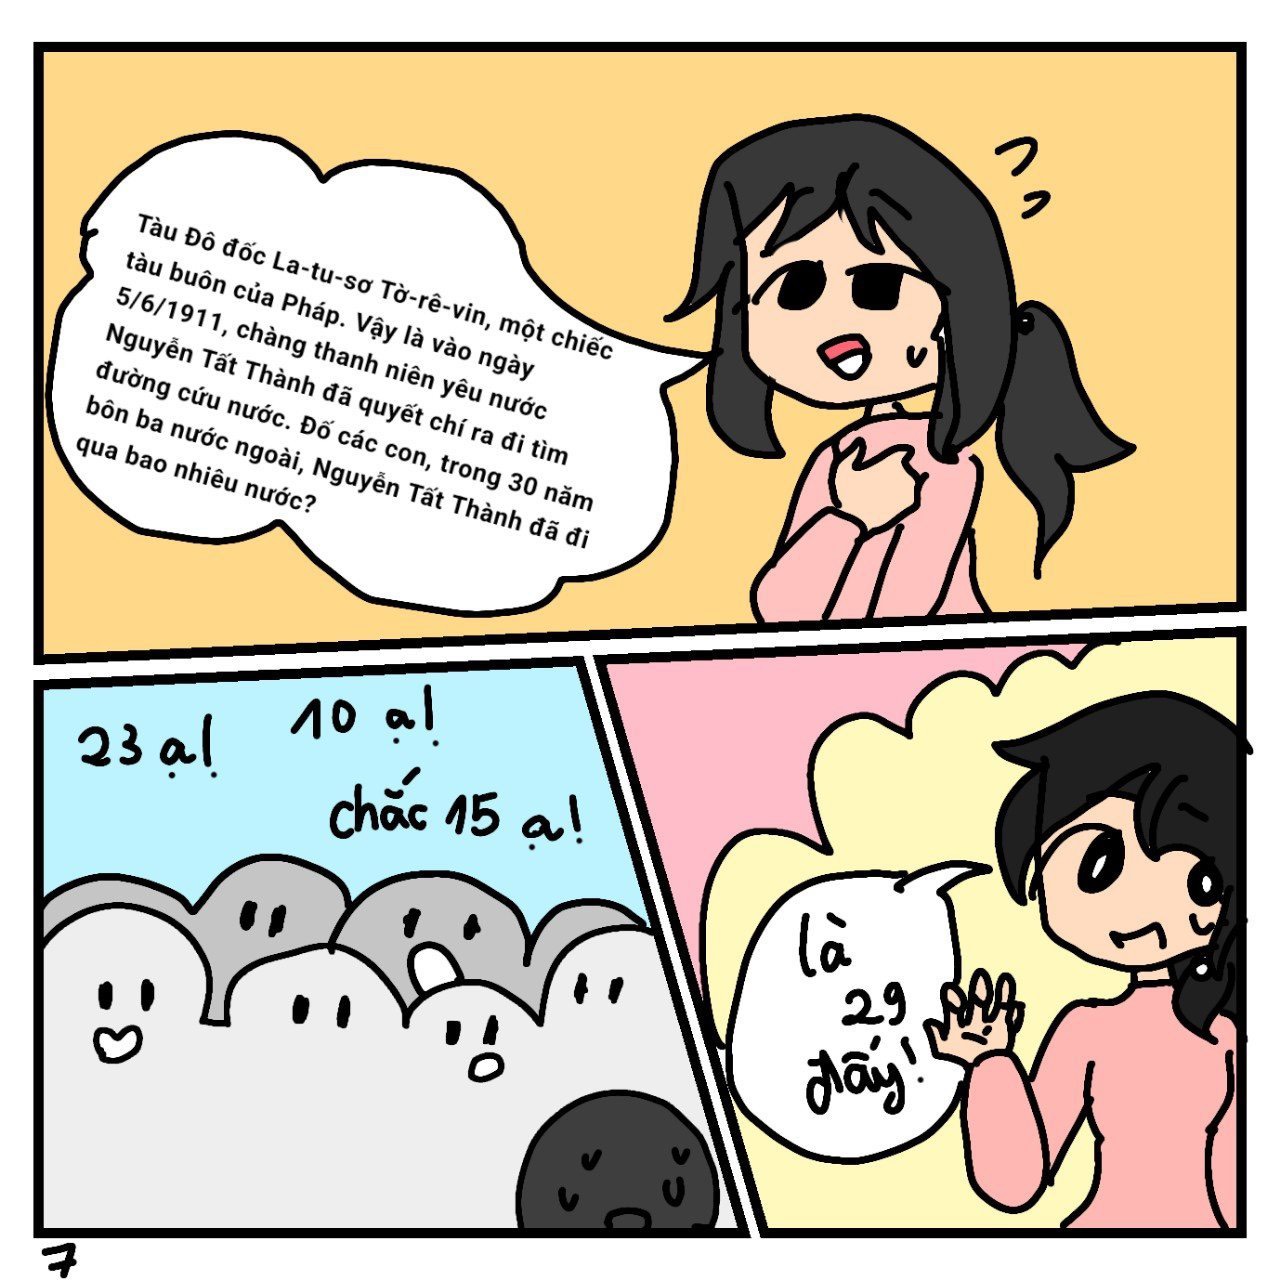 Tàu Đô đốc La-tu-sơ Tờ-rê-vin, một chiếc
tàu buôn của Pháp. Vậy là vào ngày
5/6/1911, chàng thanh niên yêu nước
Nguyễn Tất Thành đã quyết chí ra đi tìm
đường cứu nước. Đố các con, trong 30 năm
bôn ba nước ngoài, Nguyễn Tất Thành đã đi
qua bao nhiêu nước?
23 ạ!
10 ạ!
chắc 15 ạ!
là
29
đấy!
7